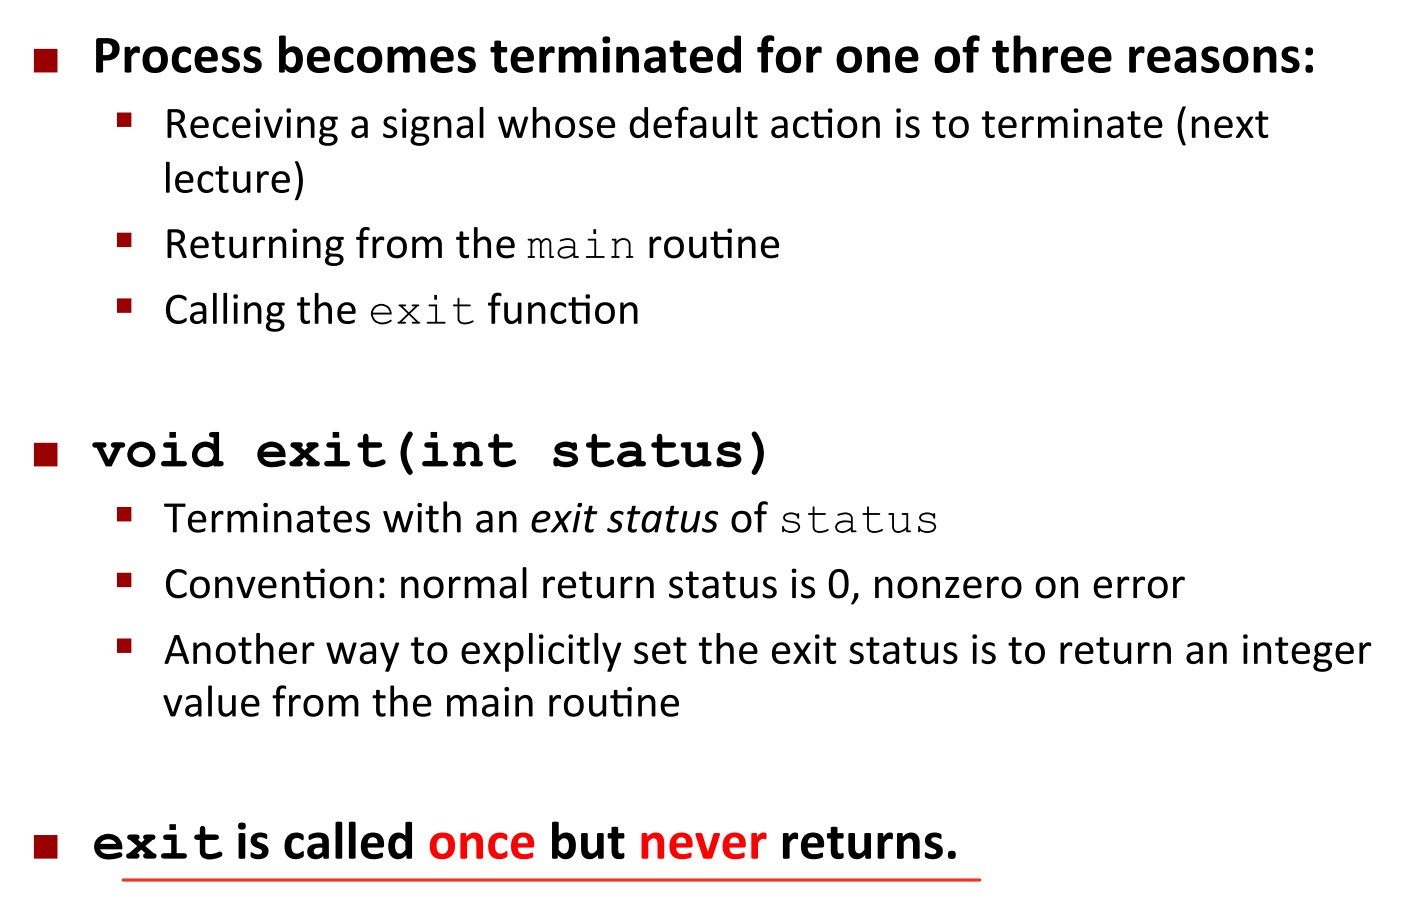 Process becomes terminated for one of three reasons:
Receiving a signal whose default action is to terminate (next
lecture)
Returning from the main routine
Calling the exit function
void exit(int status)
Terminates with an exit status of status
Convention: normal return status is 0, nonzero on error
Another way to explicitly set the exit status is to return an integer
value from the main routine
exit is called once but never returns.